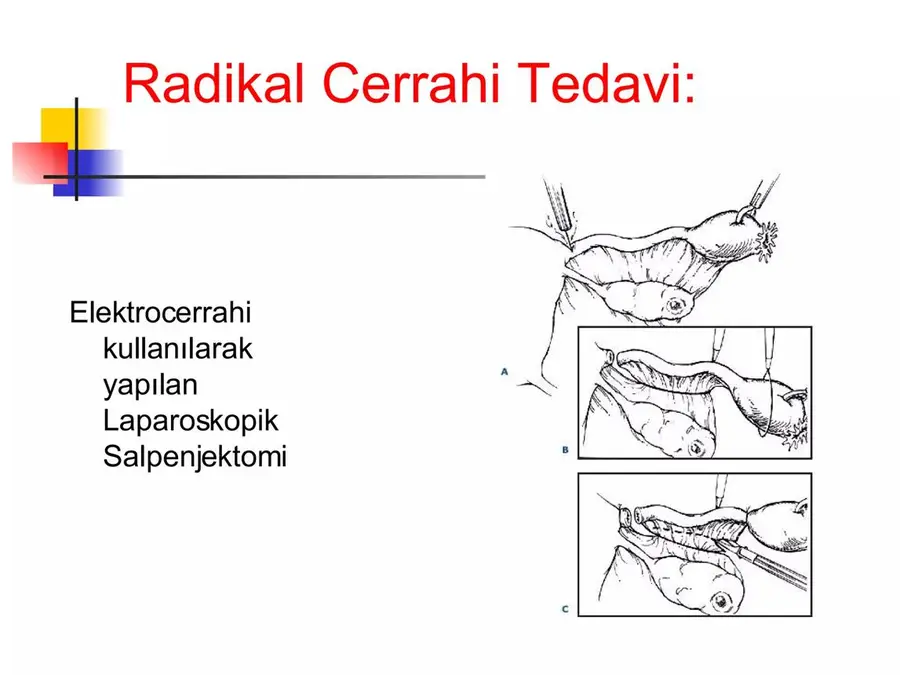 Radikal Cerrahi Tedavi:
Elektrocerrahi
kullanılarak
yapılan
Laparoskopik
Salpenjektomi
A
B
C